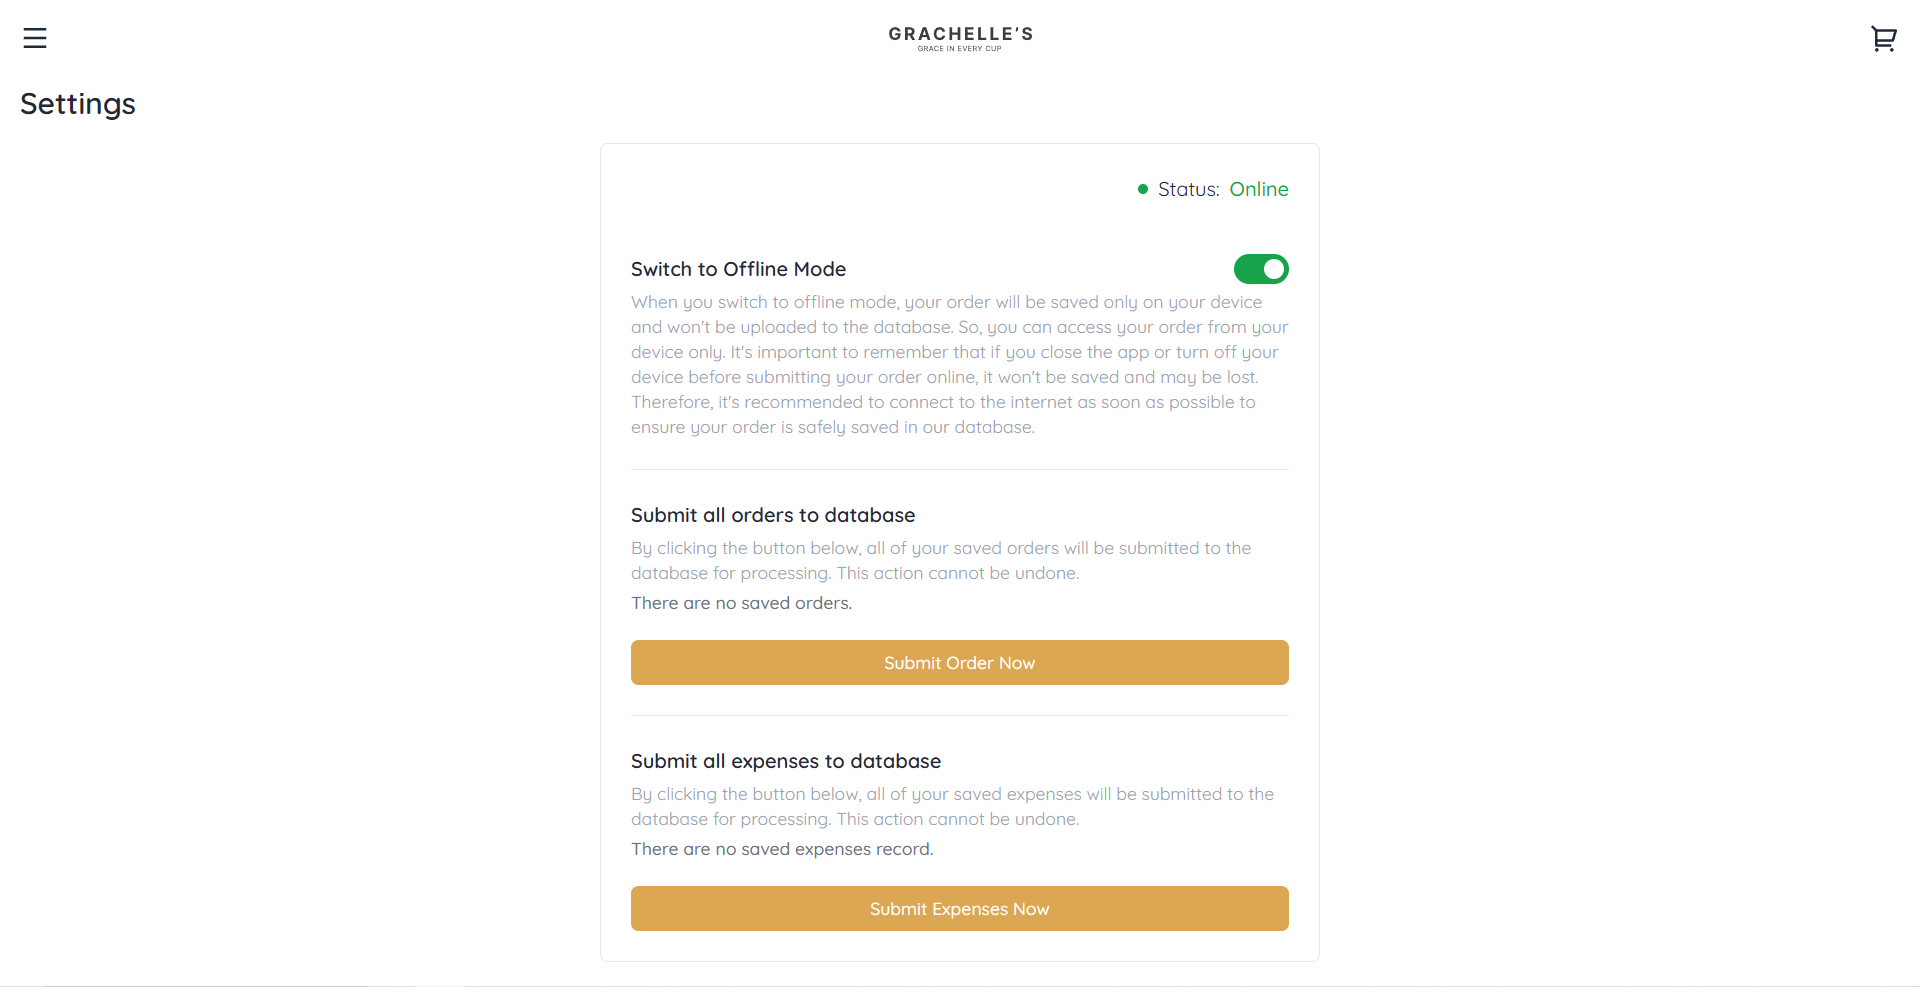 GRACHELLE'S
GRACE IN EVERY CUP
Settings
Status: Online
Switch to Offline Mode
When you switch to offline mode, your order will be saved only on your device
and won't be uploaded to the database. So, you can access your order from your
device only. It's important to remember that if you close the app or turn off your
device before submitting your order online, it won't be saved and may be lost.
Therefore, it's recommended to connect to the internet as soon as possible to
ensure your order is safely saved in our database.
Submit all orders to database
By clicking the button below, all of your saved orders will be submitted to the
database for processing. This action cannot be undone.
There are no saved orders.
Submit Order Now
Submit all expenses to database
By clicking the button below, all of your saved expenses will be submitted to the
database for processing. This action cannot be undone.
There are no saved expenses record.
Submit Expenses Now